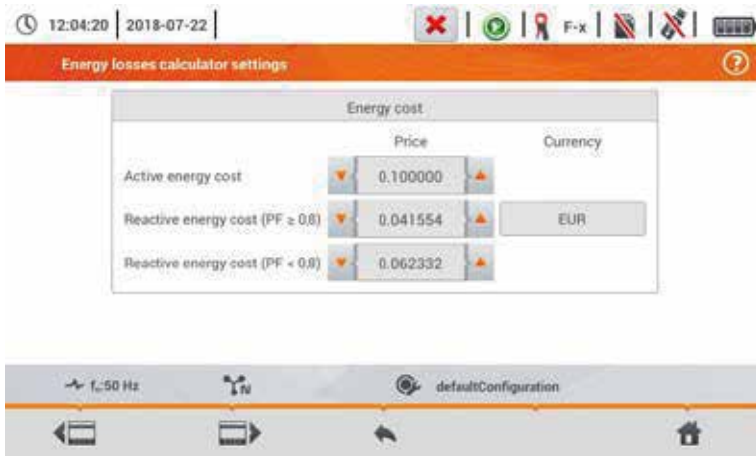 12:04:20 2018-07-22 F-x
Energy losses calculator settings ?
Energy cost
Price Currency
Active energy cost 0.100000
Reactive energy cost (PF ≥ 0,8) 0.041554 EUR
Reactive energy cost (PF < 0,8) 0.062332
fₙ:50 Hz N defaultConfiguration